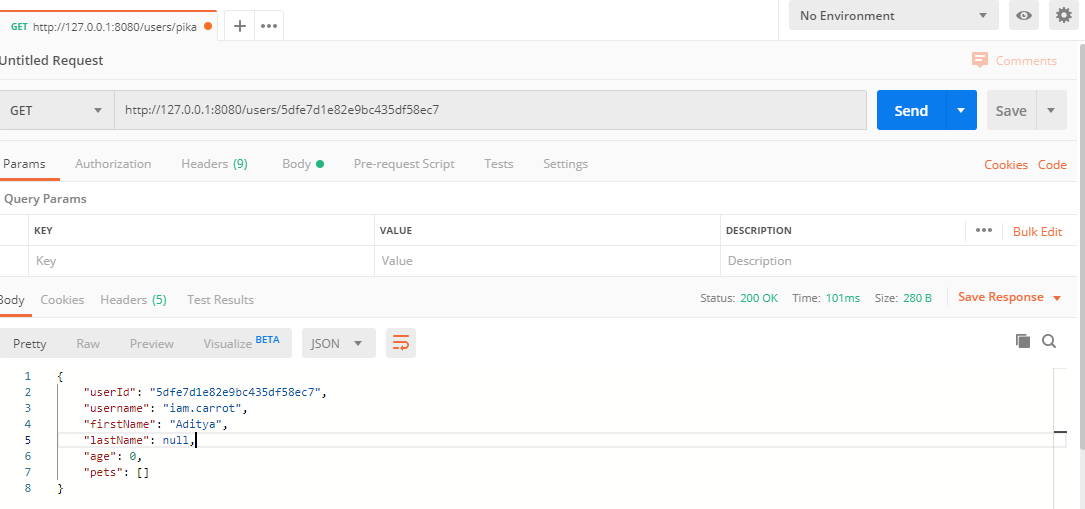 GET http://127.0.0.1:8080/users/pika No Environment
Untitled Request Comments
GET http://127.0.0.1:8080/users/5dfe7d1e82e9bc435df58ec7 Send Save
Params Authorization Headers (9) Body Pre-request Script Tests Settings Cookies Code
Query Params
KEY VALUE DESCRIPTION Bulk Edit
Key Value Description
Body Cookies Headers (5) Test Results Status: 200 OK Time: 101ms Size: 280 B Save Response
Pretty Raw Preview Visualize BETA JSON
1 {
2 "userId": "5dfe7d1e82e9bc435df58ec7",
3 "username": "iam.carrot",
4 "firstName": "Aditya",
5 "lastName": null,
6 "age": 0,
7 "pets": []
8 }